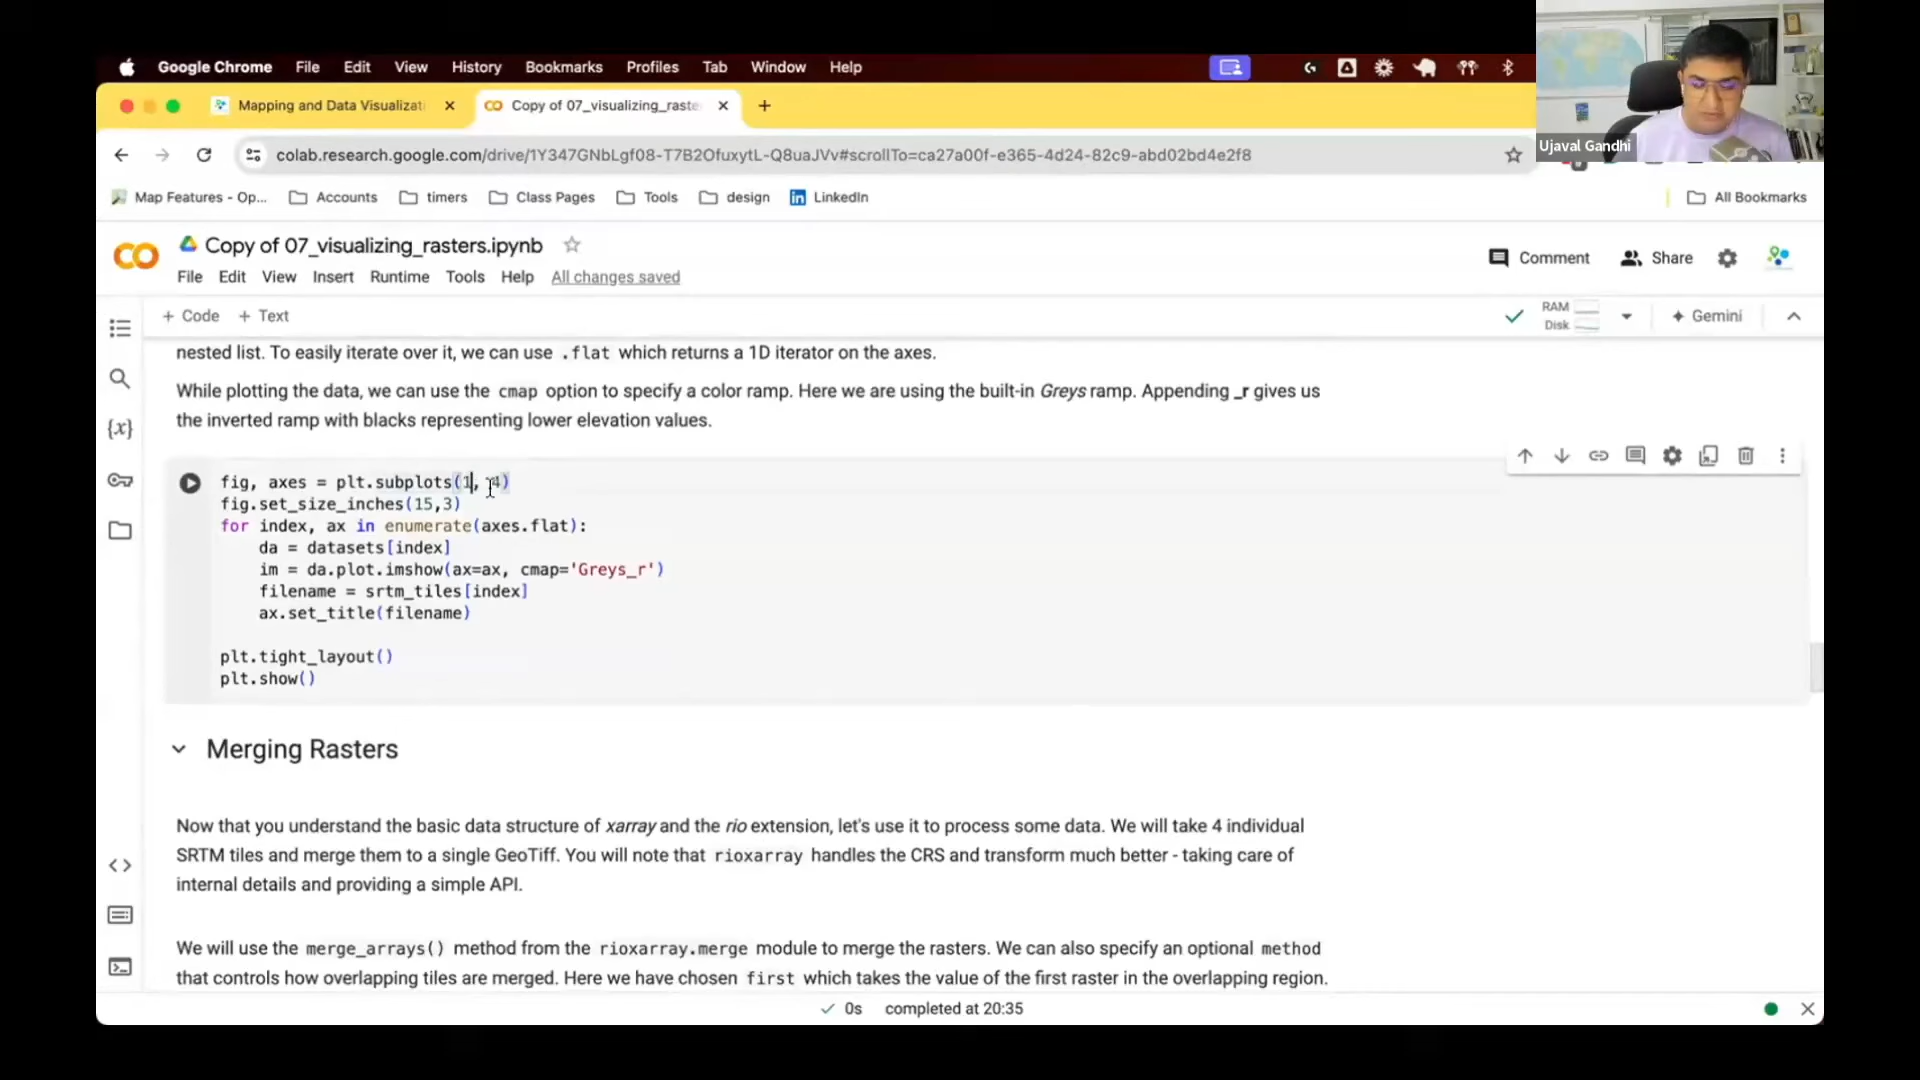 Google Chrome File Edit View History Bookmarks Profiles Tab Window Help
Ujaval Gandhi
Mapping and Data Visualizati
Copy of 07_visualizing_raste
colab.research.google.com/drive/1Y347GNbLgf08-T7B2OfuxytL-Q8uaJVv#scrollTo=ca27a00f-e365-4d24-82c9-abd02bd4e2f8
Map Features - Op... Accounts timers Class Pages Tools design LinkedIn All Bookmarks
Copy of 07_visualizing_rasters.ipynb
Comment Share
File Edit View Insert Runtime Tools Help All changes saved
+ Code + Text
RAM
Disk
Gemini
nested list. To easily iterate over it, we can use .flat which returns a 1D iterator on the axes.
While plotting the data, we can use the cmap option to specify a color ramp. Here we are using the built-in Greys ramp. Appending _r gives us
the inverted ramp with blacks representing lower elevation values.
fig, axes = plt.subplots(1, 4)
fig.set_size_inches(15,3)
for index, ax in enumerate(axes.flat):
    da = datasets[index]
    im = da.plot.imshow(ax=ax, cmap='Greys_r')
    filename = srtm_tiles[index]
    ax.set_title(filename)
plt.tight_layout()
plt.show()
Merging Rasters
Now that you understand the basic data structure of xarray and the rio extension, let's use it to process some data. We will take 4 individual
SRTM tiles and merge them to a single GeoTiff. You will note that rioxarray handles the CRS and transform much better - taking care of
internal details and providing a simple API.
We will use the merge_arrays() method from the rioxarray.merge module to merge the rasters. We can also specify an optional method
that controls how overlapping tiles are merged. Here we have chosen first which takes the value of the first raster in the overlapping region.
0s completed at 20:35